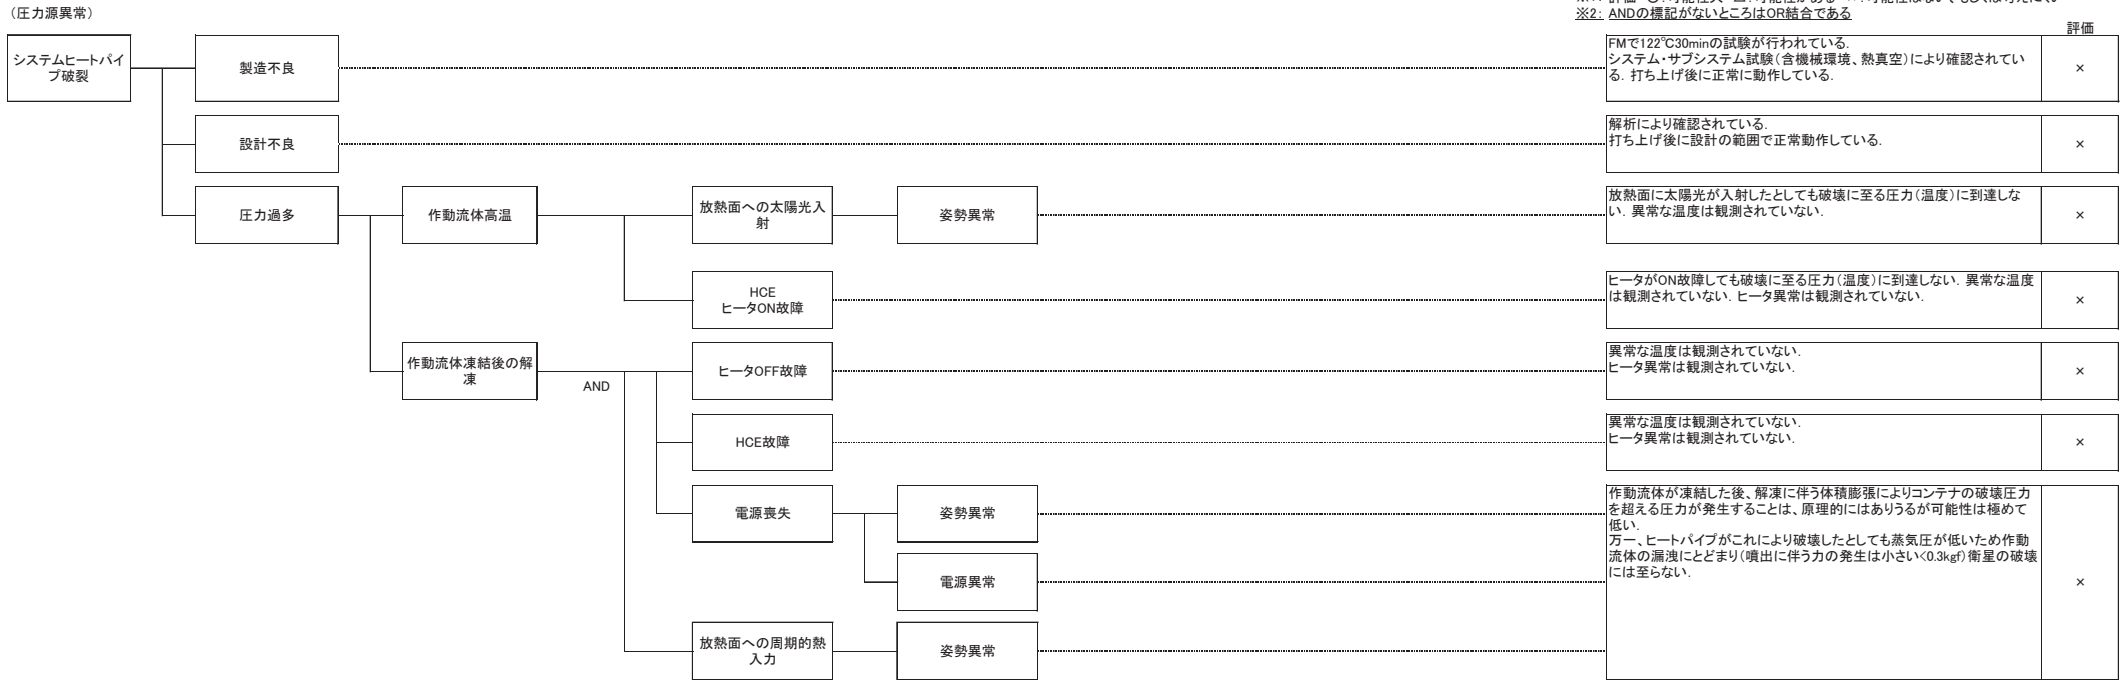 （圧力源異常）
※2: ANDの標記がないところはOR結合である
評価
システムヒートパイ
プ破裂
製造不良
FMで122℃30minの試験が行われている.
システム・サブシステム試験（含機械環境、熱真空）により確認されてい
る. 打ち上げ後に正常に動作している.
×
設計不良
解析により確認されている.
打ち上げ後に設計の範囲で正常動作している.
×
圧力過多
作動流体高温
放熱面への太陽光入
射
姿勢異常
放熱面に太陽光が入射したとしても破壊に至る圧力（温度）に到達しな
い. 異常な温度は観測されていない.
×
HCE
ヒータON故障
ヒータがON故障しても破壊に至る圧力（温度）に到達しない. 異常な温度
は観測されていない. ヒータ異常は観測されていない.
×
作動流体凍結後の解
凍
AND
ヒータOFF故障
異常な温度は観測されていない.
ヒータ異常は観測されていない.
×
HCE故障
異常な温度は観測されていない.
ヒータ異常は観測されていない.
×
電源喪失
姿勢異常
電源異常
放熱面への周期的熱
入力
姿勢異常
作動流体が凍結した後、解凍に伴う体積膨張によりコンテナの破壊圧力
を超える圧力が発生することは、原理的にはありうるが可能性は極めて
低い.
万一、ヒートパイプがこれにより破壊したとしても蒸気圧が低いため作動
流体の漏洩にとどまり（噴出に伴う力の発生は小さい<0.3kgf）衛星の破壊
には至らない.
×